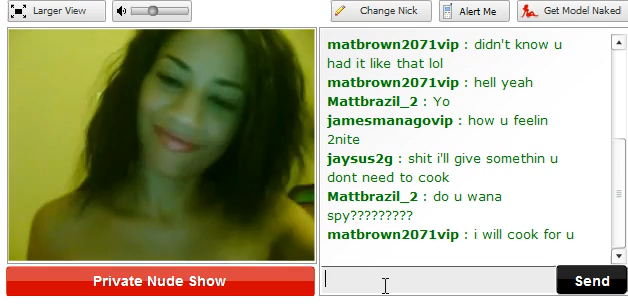 Larger View
Change Nick
Alert Me
Get Model Naked
matbrown2071vip : didn't know u
had it like that lol
matbrown2071vip : hell yeah
Mattbrazil_2 : Yo
jamesmanagovip : how u feelin
2nite
jaysus2g : shit i'll give somethin u
dont need to cook
Mattbrazil_2 : do u wana
spy?????????
matbrown2071vip : i will cook for u
Private Nude Show
Send